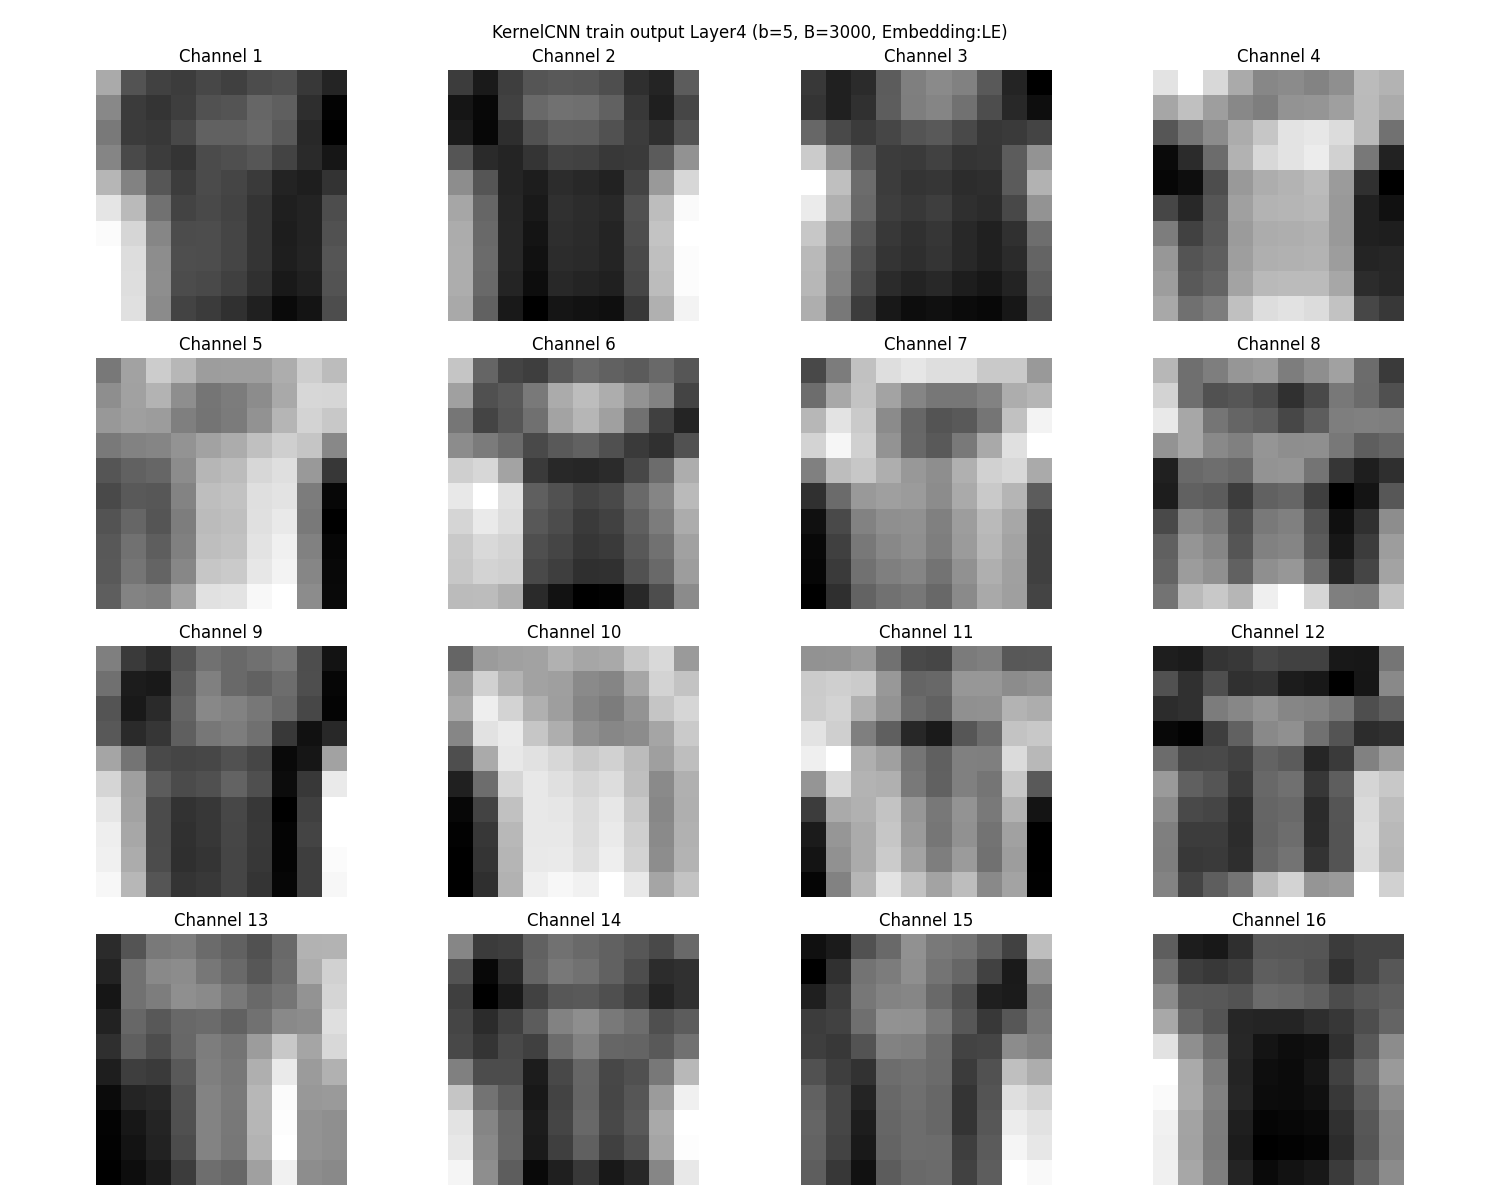 KernelCNN train output Layer4 (b=5, B=3000, Embedding:LE)
Channel 1
Channel 2
Channel 3
Channel 4
Channel 5
Channel 6
Channel 7
Channel 8
Channel 9
Channel 10
Channel 11
Channel 12
Channel 13
Channel 14
Channel 15
Channel 16